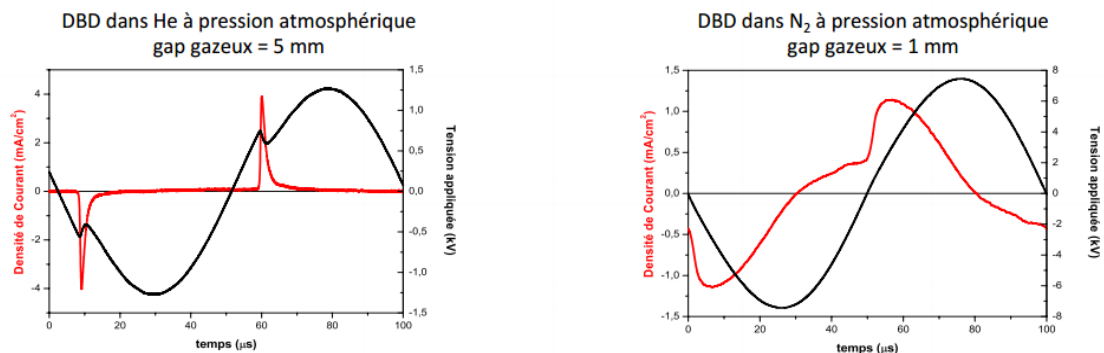 DBD dans He à pression atmosphérique
gap gazeux = 5 mm
Densité de Courant (mA/cm²)
4
2
0
-2
-4
1,5
1,0
0,5
0,0
-0,5
-1,0
-1,5
Tension appliquée
(kV)
0 20 40 60 80 100
temps (µs)
DBD dans N₂ à pression atmosphérique
gap gazeux = 1 mm
Densité de Courant (mA/cm²)
1,5
1,0
0,5
0,0
-0,5
-1,0
-1,5
8
6
4
2
0
-2
-4
-6
-8
Tension appliquée
(kV)
0 20 40 60 80 100
temps (µs)